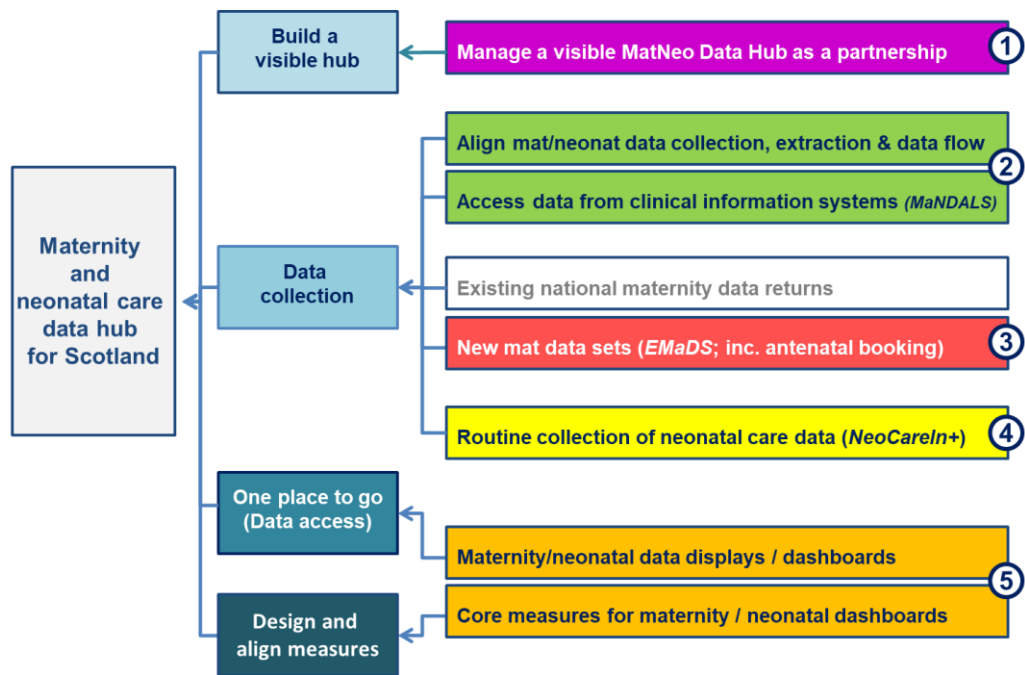 Maternity
and
neonatal care
data hub
for Scotland
Build a
visible hub
Manage a visible MatNeo Data Hub as a partnership
1
Data
collection
Align mat/neonat data collection, extraction & data flow
2
Access data from clinical information systems (MaNDALS)
Existing national maternity data returns
New mat data sets (EMaDS; inc. antenatal booking)
3
Routine collection of neonatal care data (NeoCareIn+)
4
One place to go
(Data access)
Maternity/neonatal data displays / dashboards
5
Design and
align measures
Core measures for maternity / neonatal dashboards